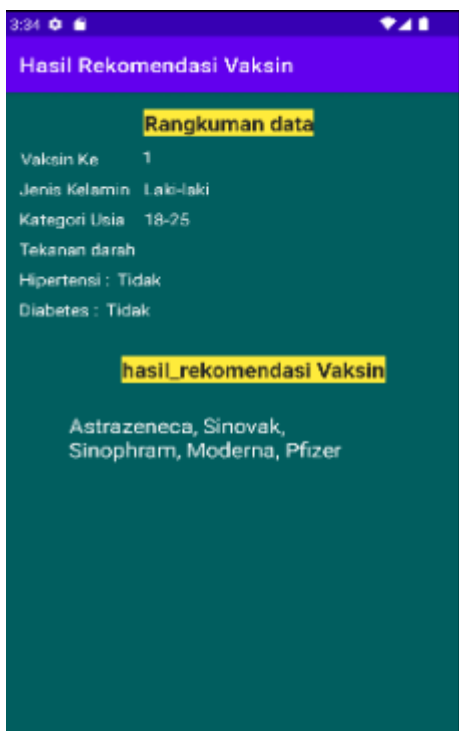 3:34
Hasil Rekomendasi Vaksin
Rangkuman data
Vaksin Ke 1
Jenis Kelamin Laki-laki
Kategori Usia 18-25
Tekanan darah
Hipertensi : Tidak
Diabetes : Tidak
hasil_rekomendasi Vaksin
Astrazeneca, Sinovak,
Sinophram, Moderna, Pfizer